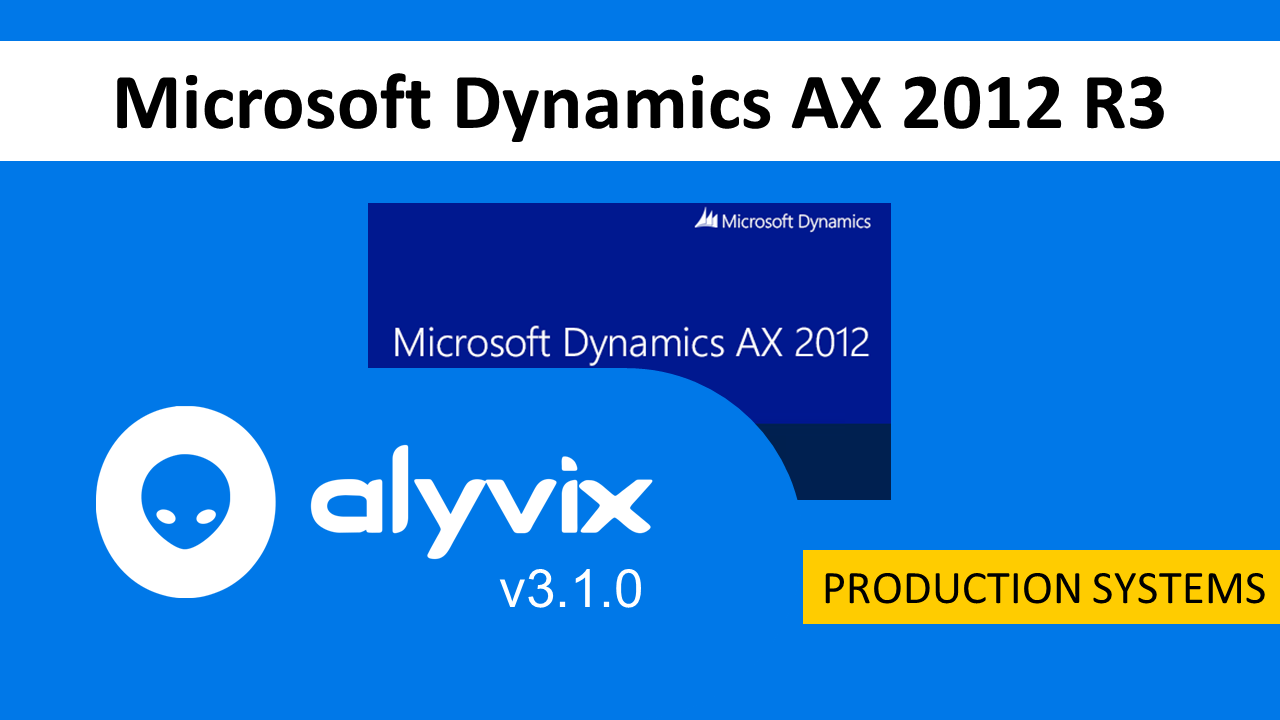 Microsoft Dynamics AX 2012 R3
Microsoft Dynamics
Microsoft Dynamics AX 2012
alyvix
v3.1.0
PRODUCTION SYSTEMS